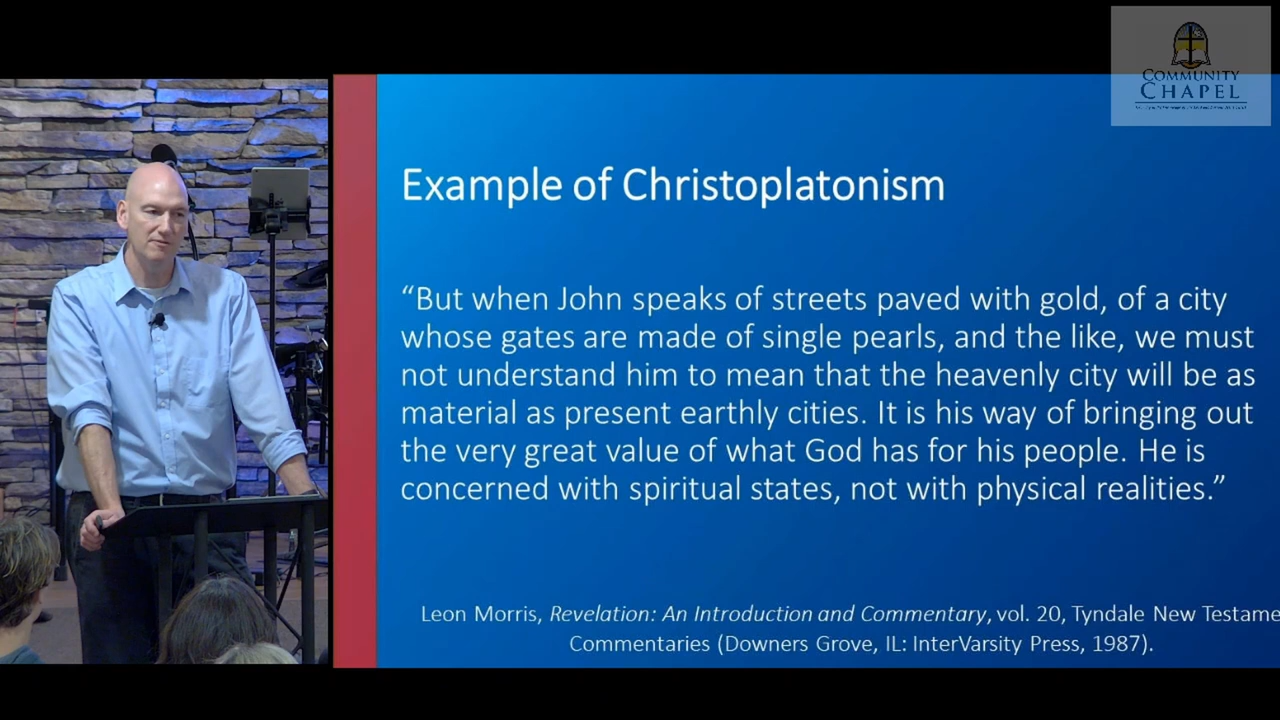 COMMUNITY
CHAPEL
Example of Christoplatonism
“But when John speaks of streets paved with gold, of a city
whose gates are made of single pearls, and the like, we must
not understand him to mean that the heavenly city will be as
material as present earthly cities. It is his way of bringing out
the very great value of what God has for his people. He is
concerned with spiritual states, not with physical realities.”
Leon Morris, Revelation: An Introduction and Commentary, vol. 20, Tyndale New Testame
Commentaries (Downers Grove, IL: InterVarsity Press, 1987).